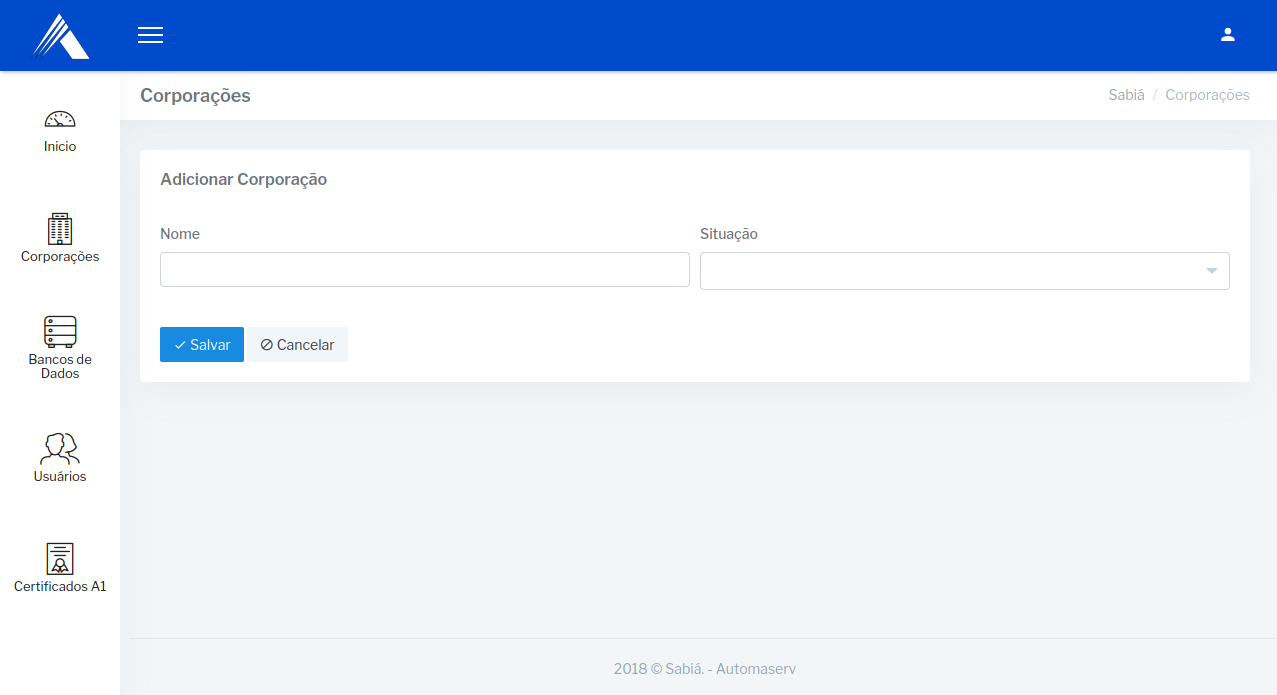 Corporações
Sabiá / Corporações
Inicio
Corporações
Bancos de
Dados
Usuários
Certificados A1
Adicionar Corporação
Nome
Situação
Salvar
Cancelar
2018 © Sabiá. - Automaserv